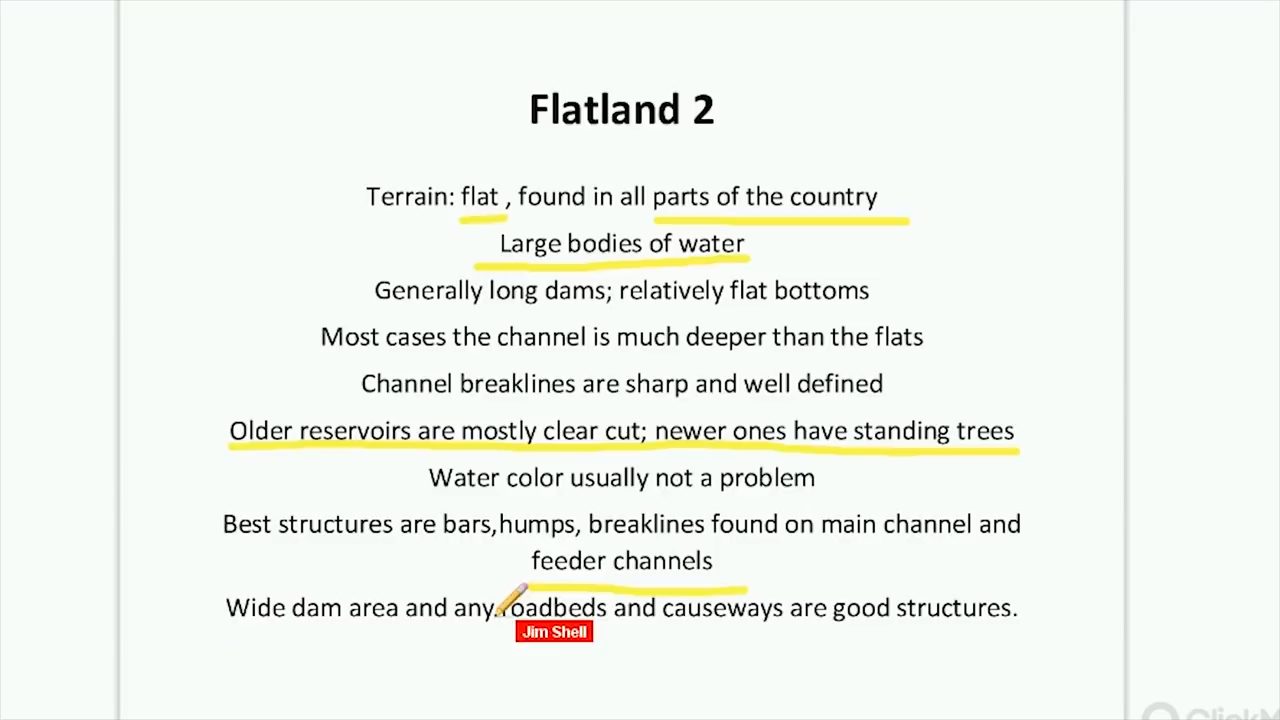 Flatland 2
Terrain: flat , found in all parts of the country
Large bodies of water
Generally long dams; relatively flat bottoms
Most cases the channel is much deeper than the flats
Channel breaklines are sharp and well defined
Older reservoirs are mostly clear cut; newer ones have standing trees
Water color usually not a problem
Best structures are bars,humps, breaklines found on main channel and
feeder channels
Wide dam area and any roadbeds and causeways are good structures.
Jim Shell